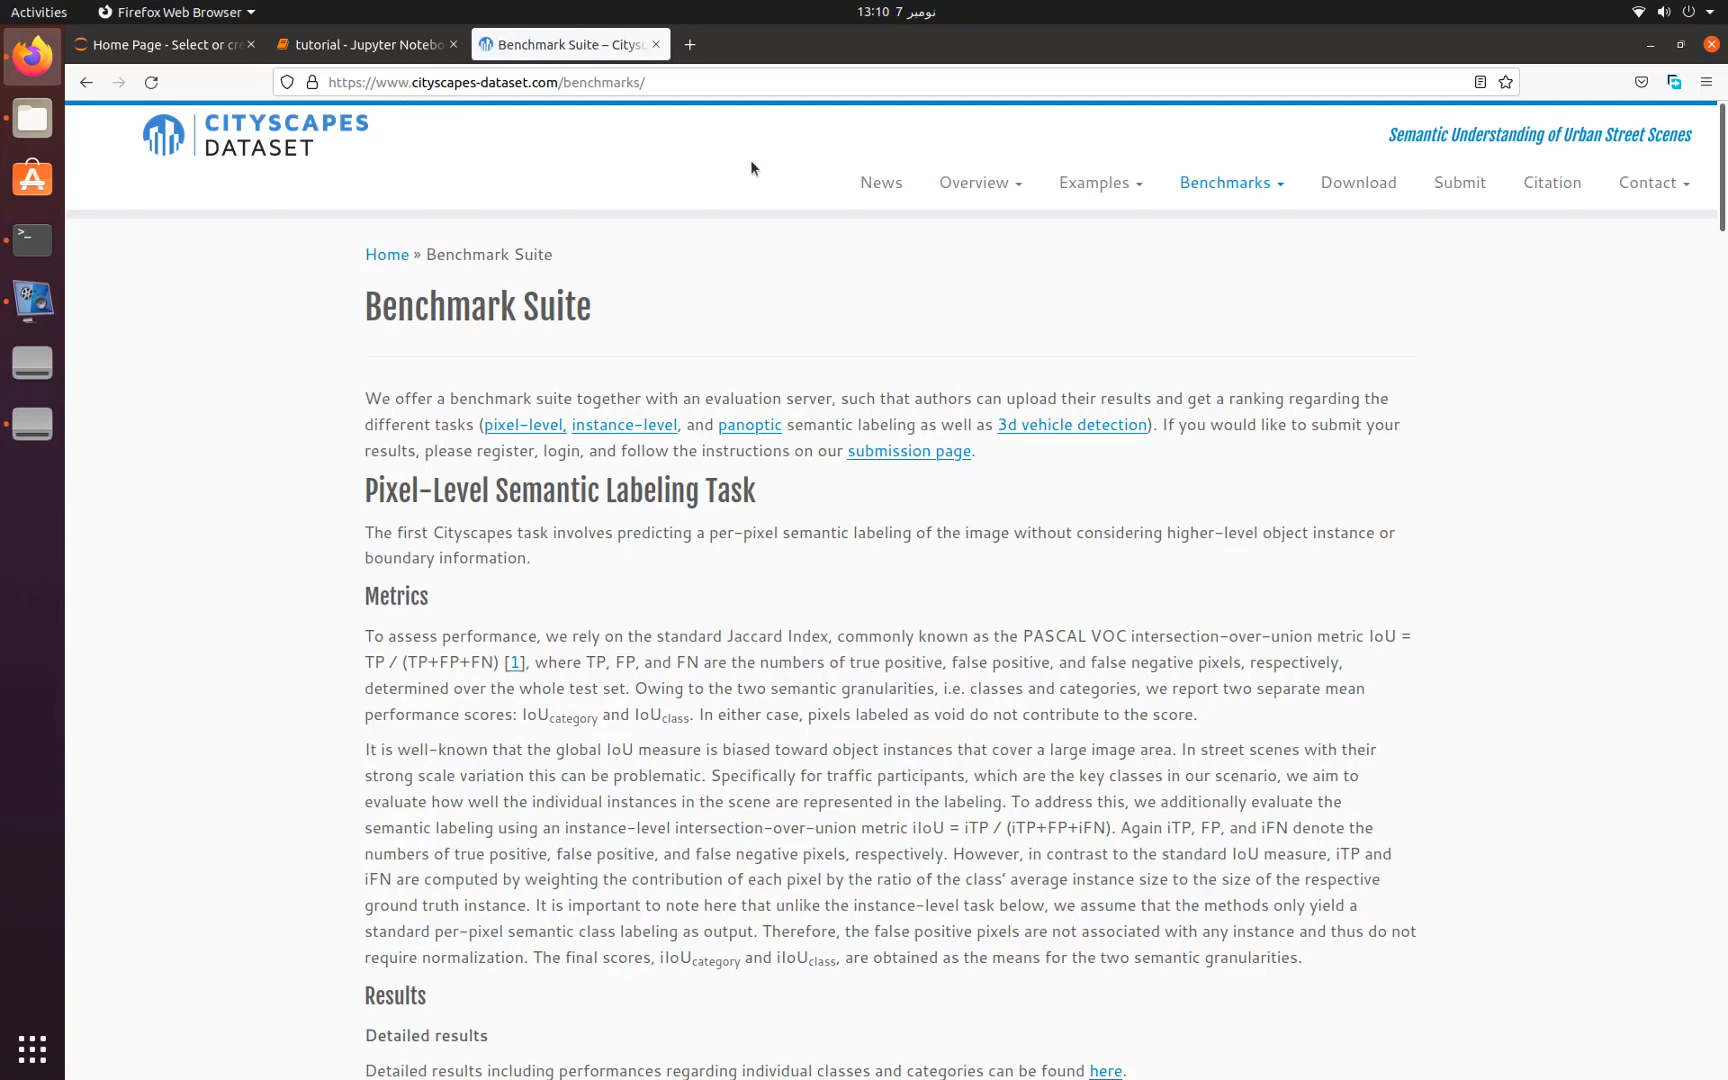 Activities
Firefox Web Browser
13:10 7 نومبر
Home Page - Select or cre
tutorial - Jupyter Notebo
Benchmark Suite – Citysc
https://www.cityscapes-dataset.com/benchmarks/
CITYSCAPES
DATASET
Semantic Understanding of Urban Street Scenes
News
Overview
Examples
Benchmarks
Download
Submit
Citation
Contact
Home » Benchmark Suite
Benchmark Suite
We offer a benchmark suite together with an evaluation server, such that authors can upload their results and get a ranking regarding the
different tasks (pixel-level, instance-level, and panoptic semantic labeling as well as 3d vehicle detection). If you would like to submit your
results, please register, login, and follow the instructions on our submission page.
Pixel-Level Semantic Labeling Task
The first Cityscapes task involves predicting a per-pixel semantic labeling of the image without considering higher-level object instance or
boundary information.
Metrics
To assess performance, we rely on the standard Jaccard Index, commonly known as the PASCAL VOC intersection-over-union metric IoU =
TP / (TP+FP+FN) [1], where TP, FP, and FN are the numbers of true positive, false positive, and false negative pixels, respectively,
determined over the whole test set. Owing to the two semantic granularities, i.e. classes and categories, we report two separate mean
performance scores: IoUcategory and IoUclass. In either case, pixels labeled as void do not contribute to the score.
It is well-known that the global IoU measure is biased toward object instances that cover a large image area. In street scenes with their
strong scale variation this can be problematic. Specifically for traffic participants, which are the key classes in our scenario, we aim to
evaluate how well the individual instances in the scene are represented in the labeling. To address this, we additionally evaluate the
semantic labeling using an instance-level intersection-over-union metric iIoU = iTP / (iTP+FP+iFN). Again iTP, FP, and iFN denote the
numbers of true positive, false positive, and false negative pixels, respectively. However, in contrast to the standard IoU measure, iTP and
iFN are computed by weighting the contribution of each pixel by the ratio of the class’ average instance size to the size of the respective
ground truth instance. It is important to note here that unlike the instance-level task below, we assume that the methods only yield a
standard per-pixel semantic class labeling as output. Therefore, the false positive pixels are not associated with any instance and thus do not
require normalization. The final scores, iIoUcategory and iIoUclass, are obtained as the means for the two semantic granularities.
Results
Detailed results
Detailed results including performances regarding individual classes and categories can be found here.